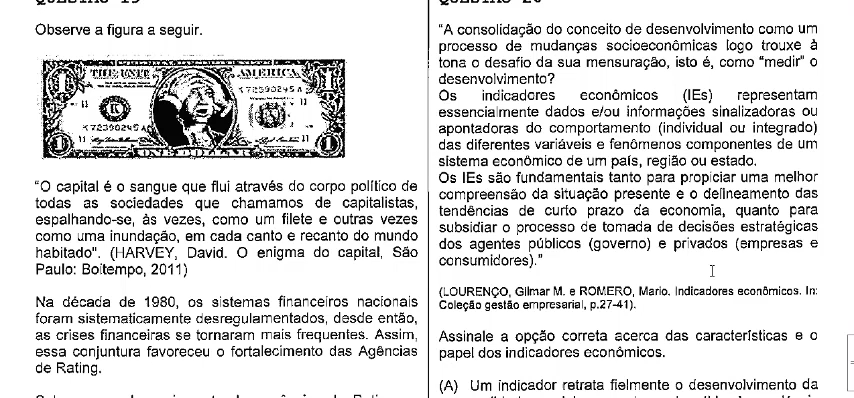 Observe a figura a seguir.
THE UNIT AMERICA
K 72390245 A
K
K 72390245 A
ONE DOLLAR
"O capital é o sangue que flui através do corpo político de
todas as sociedades que chamamos de capitalistas,
espalhando-se, às vezes, como um filete e outras vezes
como uma inundação, em cada canto e recanto do mundo
habitado". (HARVEY, David. O enigma do capital, São
Paulo: Boitempo, 2011)
Na década de 1980, os sistemas financeiros nacionais
foram sistematicamente desregulamentados, desde então,
as crises financeiras se tornaram mais frequentes. Assim,
essa conjuntura favoreceu o fortalecimento das Agências
de Rating.
"A consolidação do conceito de desenvolvimento como um
processo de mudanças socioeconômicas logo trouxe à
tona o desafio da sua mensuração, isto é, como "medir" o
desenvolvimento?
Os indicadores econômicos (IEs) representam
essencialmente dados e/ou informações sinalizadoras ou
apontadoras do comportamento (individual ou integrado)
das diferentes variáveis e fenômenos componentes de um
sistema econômico de um país, região ou estado.
Os IEs são fundamentais tanto para propiciar uma melhor
compreensão da situação presente e o delineamento das
tendências de curto prazo da economia, quanto para
subsidiar o processo de tomada de decisões estratégicas
dos agentes públicos (governo) e privados (empresas e
consumidores)."
(LOURENÇO, Gilmar M. e ROMERO, Mario. Indicadores econômicos. In:
Coleção gestão empresarial, p.27-41).
Assinale a opção correta acerca das características e o
papel dos indicadores econômicos.
(A) Um indicador retrata fielmente o desenvolvimento da